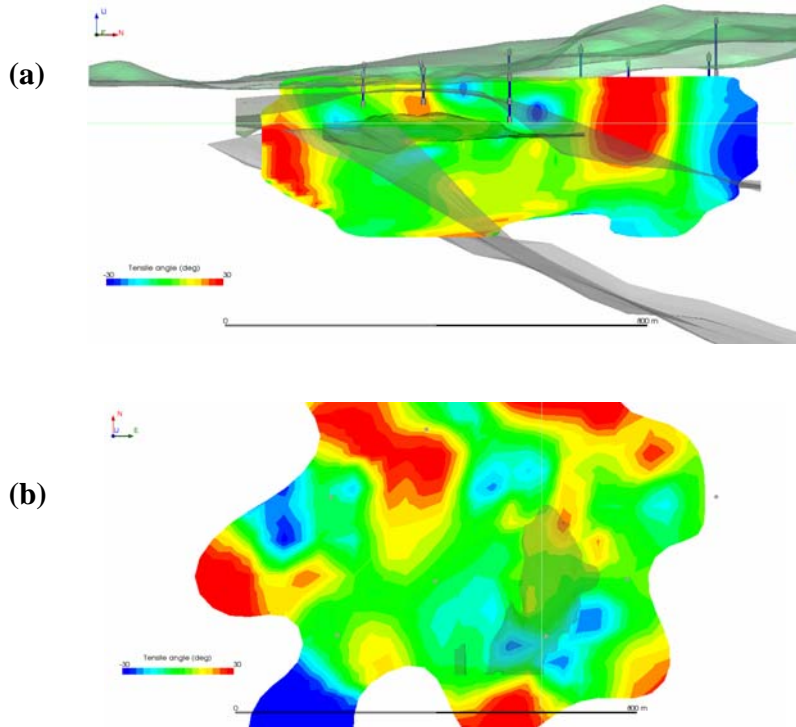 (a)
U
E N
Tensile angle (deg)
-30 30
0 800 m
(b)
N
U E
Tensile angle (deg)
-30 30
0 800 m